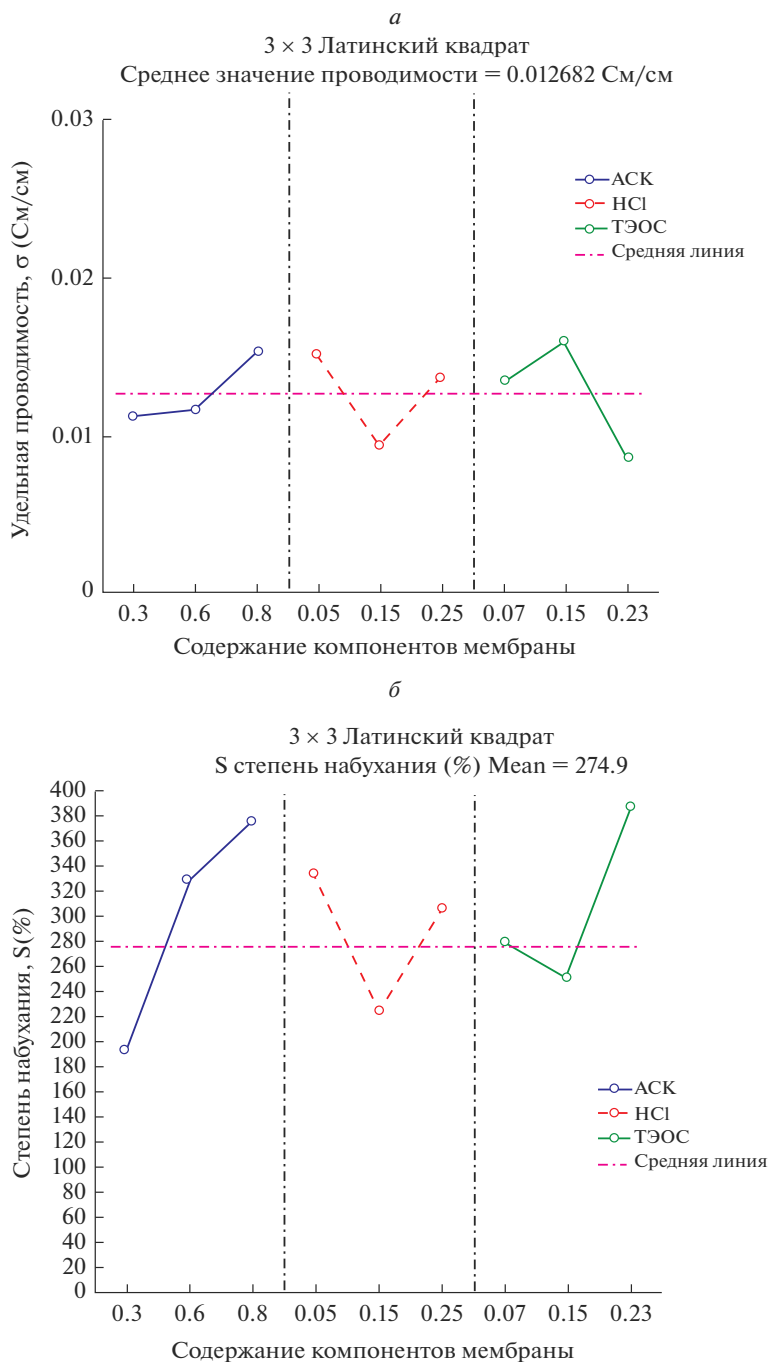 а
3 × 3 Латинский квадрат
Среднее значение проводимости = 0.012682 См/см
Удельная проводимость, σ (См/см)
0.03
0.02
0.01
0
АСК
HCl
ТЭОС
Средняя линия
0.3 0.6 0.8 0.05 0.15 0.25 0.07 0.15 0.23
Содержание компонентов мембраны
б
3 × 3 Латинский квадрат
S степень набухания (%) Mean = 274.9
Степень набухания, S(%)
400
380
360
340
320
300
280
260
240
220
200
180
160
140
120
100
80
60
40
20
0
АСК
HCl
ТЭОС
Средняя линия
0.3 0.6 0.8 0.05 0.15 0.25 0.07 0.15 0.23
Содержание компонентов мембраны